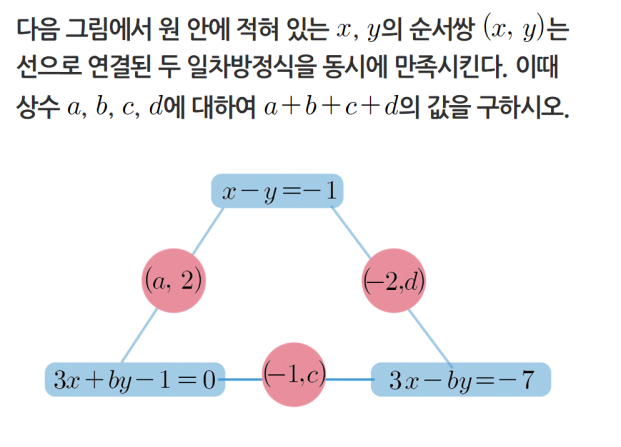 다음 그림에서 원 안에 적혀 있는 x, y의 순서쌍 (x, y)는
선으로 연결된 두 일차방정식을 동시에 만족시킨다. 이때
상수 a, b, c, d에 대하여 a+b+c+d의 값을 구하시오.
x-y=-1
(a, 2)
(-2,d)
3x+by-1=0
(-1,c)
3x-by=-7